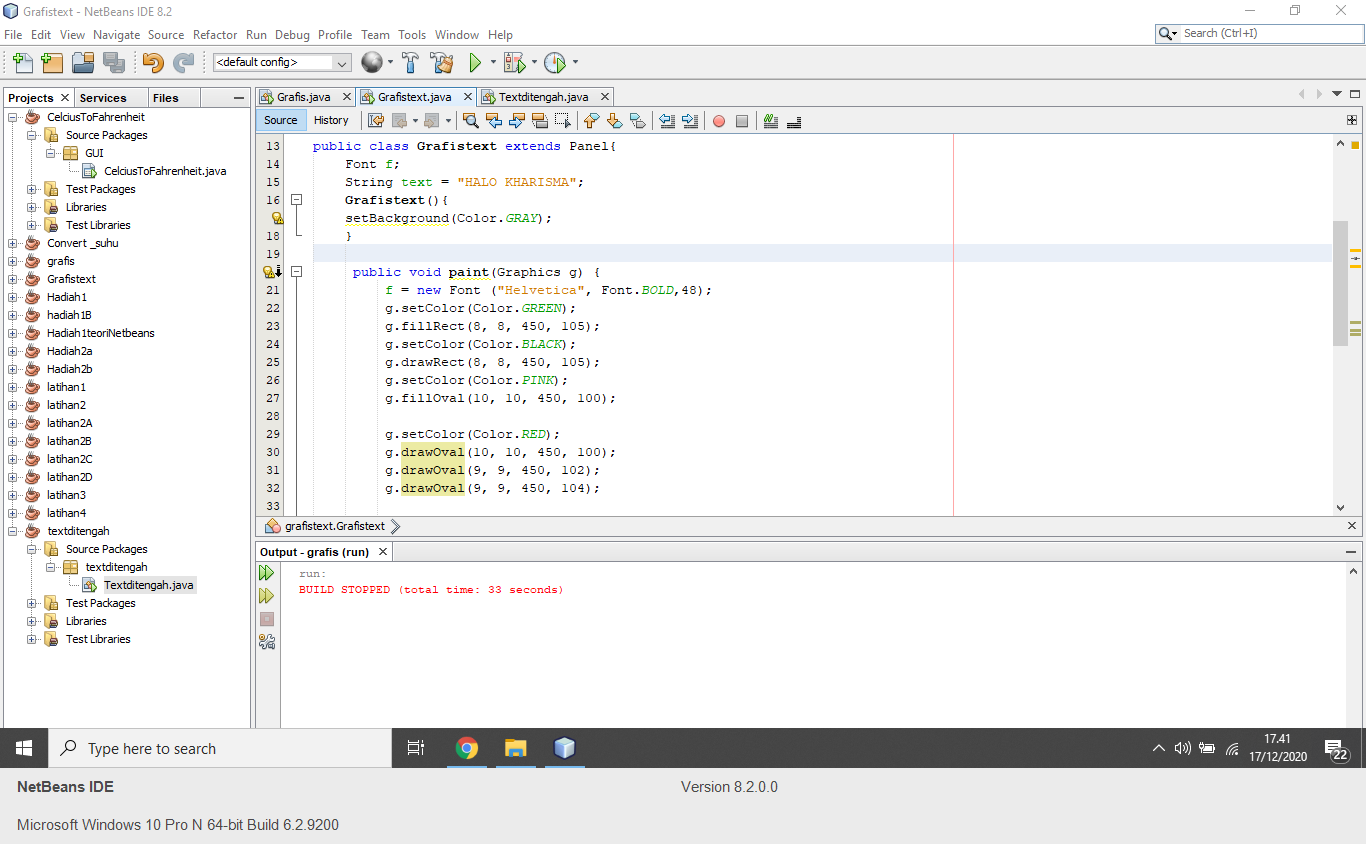 Grafistext - NetBeans IDE 8.2
File Edit View Navigate Source Refactor Run Debug Profile Team Tools Window Help
Search (Ctrl+I)
<default config>
Projects Services Files
CelciusToFahrenheit
Source Packages
GUI
CelciusToFahrenheit.java
Test Packages
Libraries
Test Libraries
Convert _suhu
grafis
Grafistext
Hadiah1
hadiah1B
Hadiah1teoriNetbeans
Hadiah2a
Hadiah2b
latihan1
latihan2
latihan2A
latihan2B
latihan2C
latihan2D
latihan3
latihan4
textditengah
Source Packages
textditengah
Textditengah.java
Test Packages
Libraries
Test Libraries
Grafis.java Grafistext.java Textditengah.java
Source History
13 public class Grafistext extends Panel{
14 Font f;
15 String text = "HALO KHARISMA";
16 Grafistext(){
setBackground(Color.GRAY);
18 }
19
public void paint(Graphics g) {
21 f = new Font ("Helvetica", Font.BOLD,48);
22 g.setColor(Color.GREEN);
23 g.fillRect(8, 8, 450, 105);
24 g.setColor(Color.BLACK);
25 g.drawRect(8, 8, 450, 105);
26 g.setColor(Color.PINK);
27 g.fillOval(10, 10, 450, 100);
28
29 g.setColor(Color.RED);
30 g.drawOval(10, 10, 450, 100);
31 g.drawOval(9, 9, 450, 102);
32 g.drawOval(9, 9, 450, 104);
33
grafistext.Grafistext
Output - grafis (run)
run:
BUILD STOPPED (total time: 33 seconds)
Type here to search
17.41
17/12/2020
22
NetBeans IDE Version 8.2.0.0
Microsoft Windows 10 Pro N 64-bit Build 6.2.9200